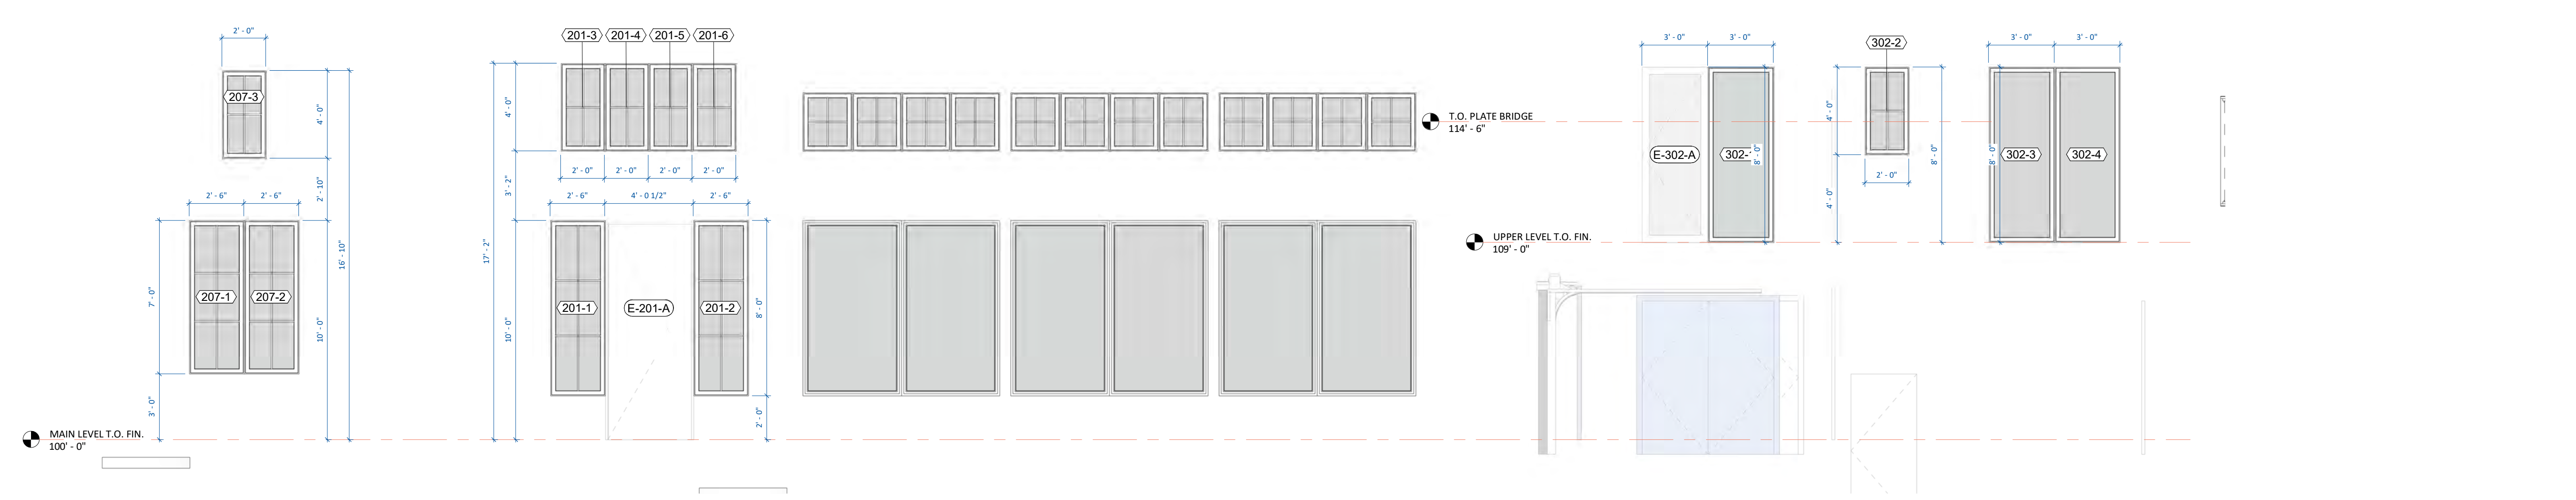 2' - 0"
207-3
4' - 0"
2' - 10"
16' - 10"
2' - 6"
2' - 6"
207-1
207-2
7' - 0"
10' - 0"
3' - 0"
MAIN LEVEL T.O. FIN.
100' - 0"
201-3
201-4
201-5
201-6
4' - 0"
2' - 0"
2' - 0"
2' - 0"
2' - 0"
3' - 2"
17' - 2"
2' - 6"
4' - 0 1/2"
2' - 6"
201-1
E-201-A
201-2
8' - 0"
10' - 0"
2' - 0"
T.O. PLATE BRIDGE
114' - 6"
UPPER LEVEL T.O. FIN.
109' - 0"
3' - 0"
3' - 0"
E-302-A
302-
8' - 0"
302-2
4' - 0"
4' - 0"
2' - 0"
8' - 0"
3' - 0"
3' - 0"
8' - 0"
302-3
302-4